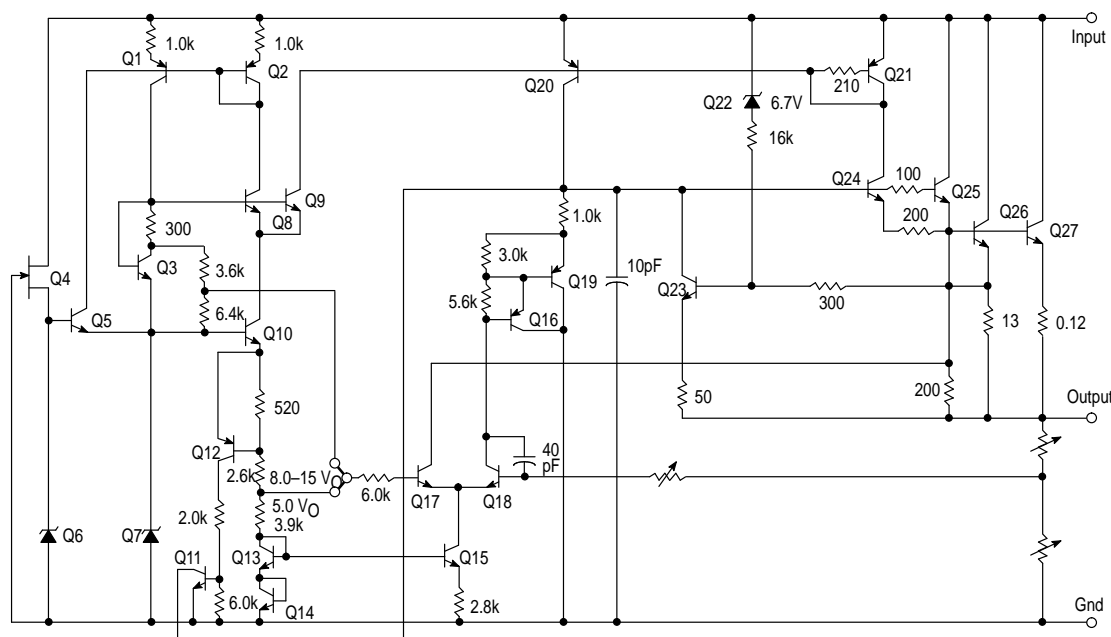 Input
1.0k
1.0k
Q1
Q2
Q20
Q21
210
Q22
6.7V
16k
Q24
100
Q25
Q8
Q9
1.0k
200
Q26
Q27
300
Q3
3.0k
10pF
Q4
3.6k
Q19
Q23
5.6k
300
Q5
6.4k
Q16
Q10
13
0.12
200
50
Output
520
Q12
40
pF
2.6k
8.0–15 VO
6.0k
Q17
Q18
5.0 VO
2.0k
3.9k
Q6
Q7
Q11
Q13
Q15
6.0k
Q14
2.8k
Gnd